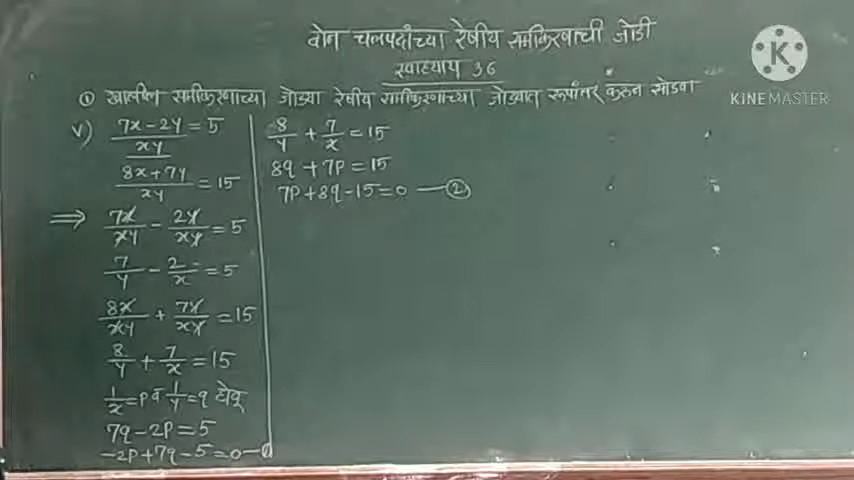 दोन चलपदांच्या रेषीय समीकरणाची जोडी
स्वाध्याय 3.6
① खालील समीकरणाच्या जोड्या रेषीय समीकरणाच्या जोड्यात रूपांतर करून सोडवा
KINEMASTER
v) (7x-2y)/(xy) = 5
(8x+7y)/(xy) = 15
⇒ 7x/xy - 2y/xy = 5
7/y - 2/x = 5
8x/xy + 7y/xy = 15
8/y + 7/x = 15
1/x = p व 1/y = q घेवू
7q - 2p = 5
-2p + 7q - 5 = 0 —①
8/y + 7/x = 15
8q + 7p = 15
7p + 8q - 15 = 0 —②